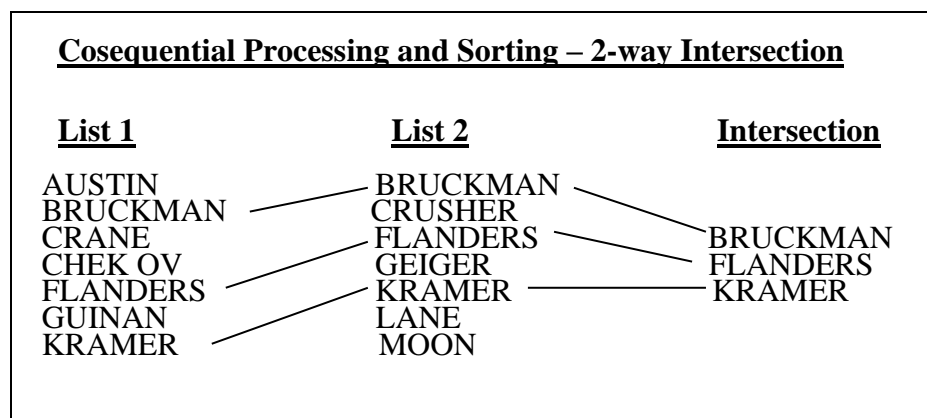 Cosequential Processing and Sorting – 2-way Intersection
List 1 List 2 Intersection
AUSTIN BRUCKMAN
BRUCKMAN CRUSHER
CRANE FLANDERS BRUCKMAN
CHEK OV GEIGER FLANDERS
FLANDERS KRAMER KRAMER
GUINAN LANE
KRAMER MOON